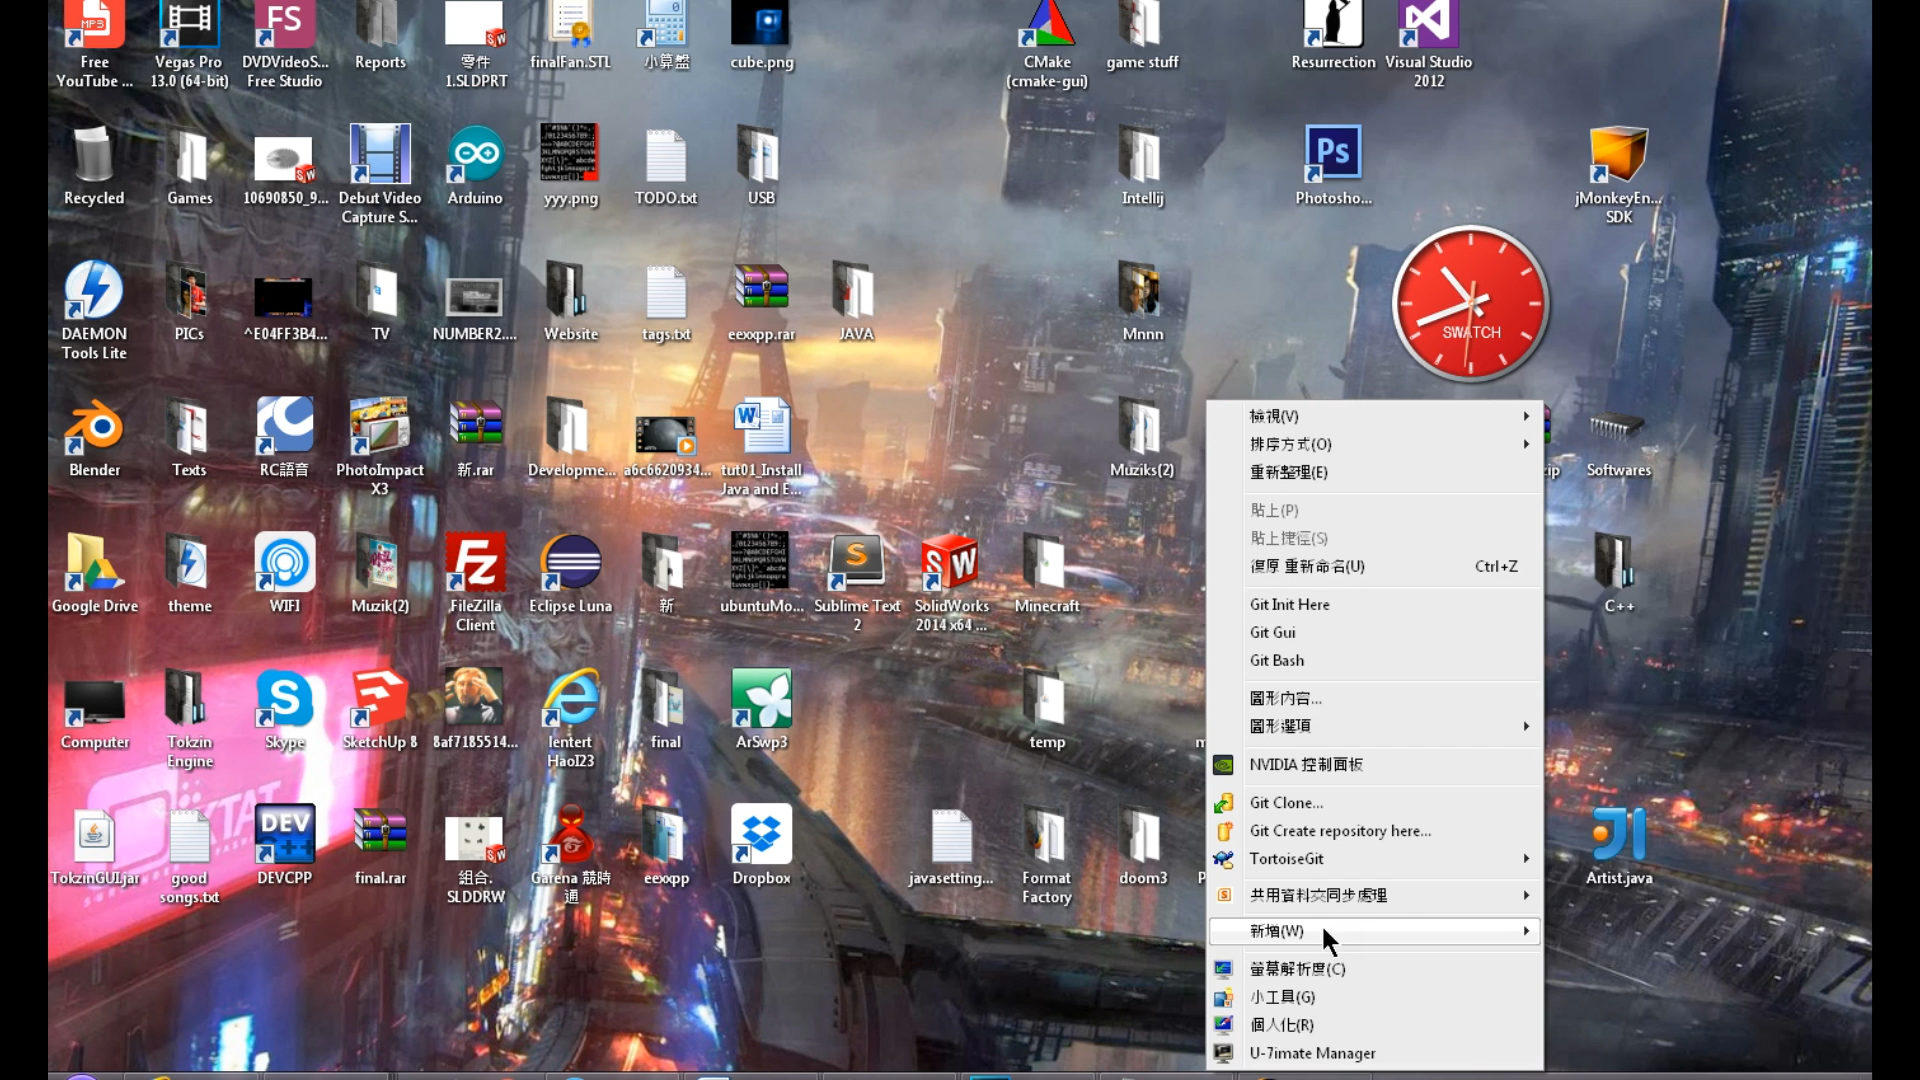 Free
YouTube ...
Vegas Pro
13.0 (64-bit)
DVDVideoS...
Free Studio
Reports
零件
1.SLDPRT
finalFan.STL
小算盤
cube.png
CMake
(cmake-gui)
game stuff
Resurrection
Visual Studio
2012
Recycled
Games
10690850_9...
Debut Video
Capture S...
Arduino
yyy.png
TODO.txt
USB
Intellij
Photosho...
jMonkeyEn...
SDK
DAEMON
Tools Lite
PICs
^E04FF3B4...
TV
NUMBER2....
Website
tags.txt
eexxpp.rar
JAVA
Mnnn
SWATCH
Blender
Texts
RC語音
PhotoImpact
X3
新.rar
Developme...
a6c6620934...
tut01_Install
Java and E...
Muziks(2)
zip
Softwares
Google Drive
theme
WIFI
Muzik(2)
FileZilla
Client
Eclipse Luna
新
ubuntuMo...
Sublime Text
2
SolidWorks
2014 x64 ...
Minecraft
C++
Computer
Tokzin
Engine
Skype
SketchUp 8
8af7185514...
lentert
HaoI23
final
ArSwp3
temp
TokzinGUI.jar
good
songs.txt
DEVCPP
final.rar
組合.
SLDDRW
Garena 競時
通
eexxpp
Dropbox
javasetting...
Format
Factory
doom3
Artist.java
檢視(V)
排序方式(O)
重新整理(E)
貼上(P)
貼上捷徑(S)
復原 重新命名(U) Ctrl+Z
Git Init Here
Git Gui
Git Bash
圖形內容...
圖形選項
NVIDIA 控制面板
Git Clone...
Git Create repository here...
TortoiseGit
共用資料夾同步處理
新增(W)
螢幕解析度(C)
小工具(G)
個人化(R)
U-7imate Manager